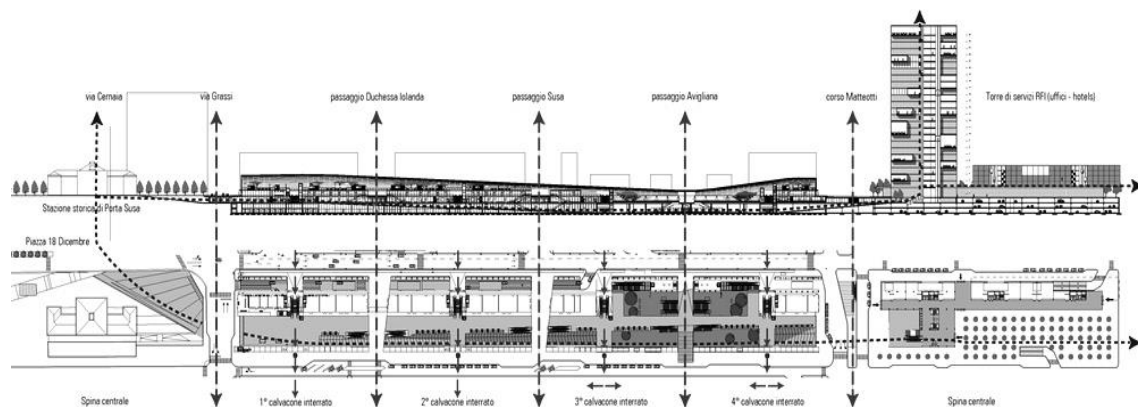 via Cernaia
via Grassi
passaggio Duchessa Iolanda
passaggio Susa
passaggio Avigliana
corso Matteotti
Torre di servizi RFI (uffici - hotels)
Stazione storica di Porta Susa
Piazza 18 Dicembre
Spina centrale
1° calvacone interrato
2° calvacone interrato
3° calvacone interrato
4° calvacone interrato
Spina centrale